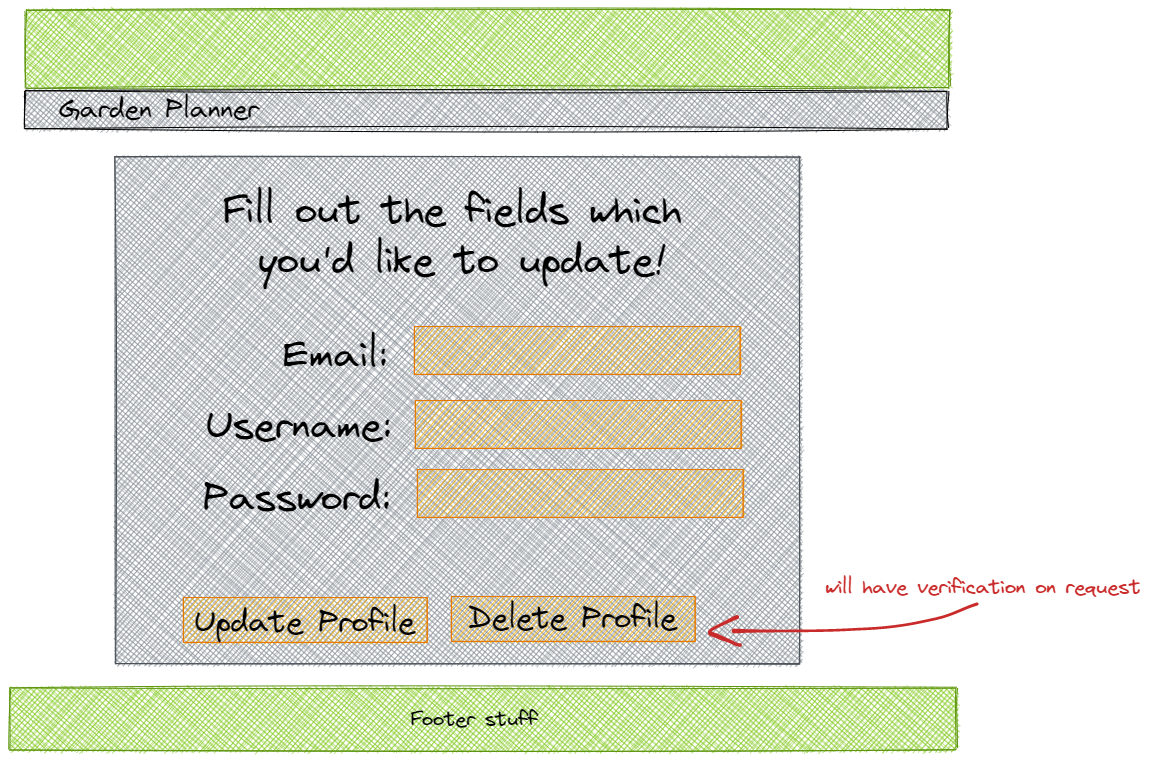 Garden Planner
Fill out the fields which
you'd like to update!
Email:
Username:
Password:
Update Profile
Delete Profile
will have verification on request
Footer stuff